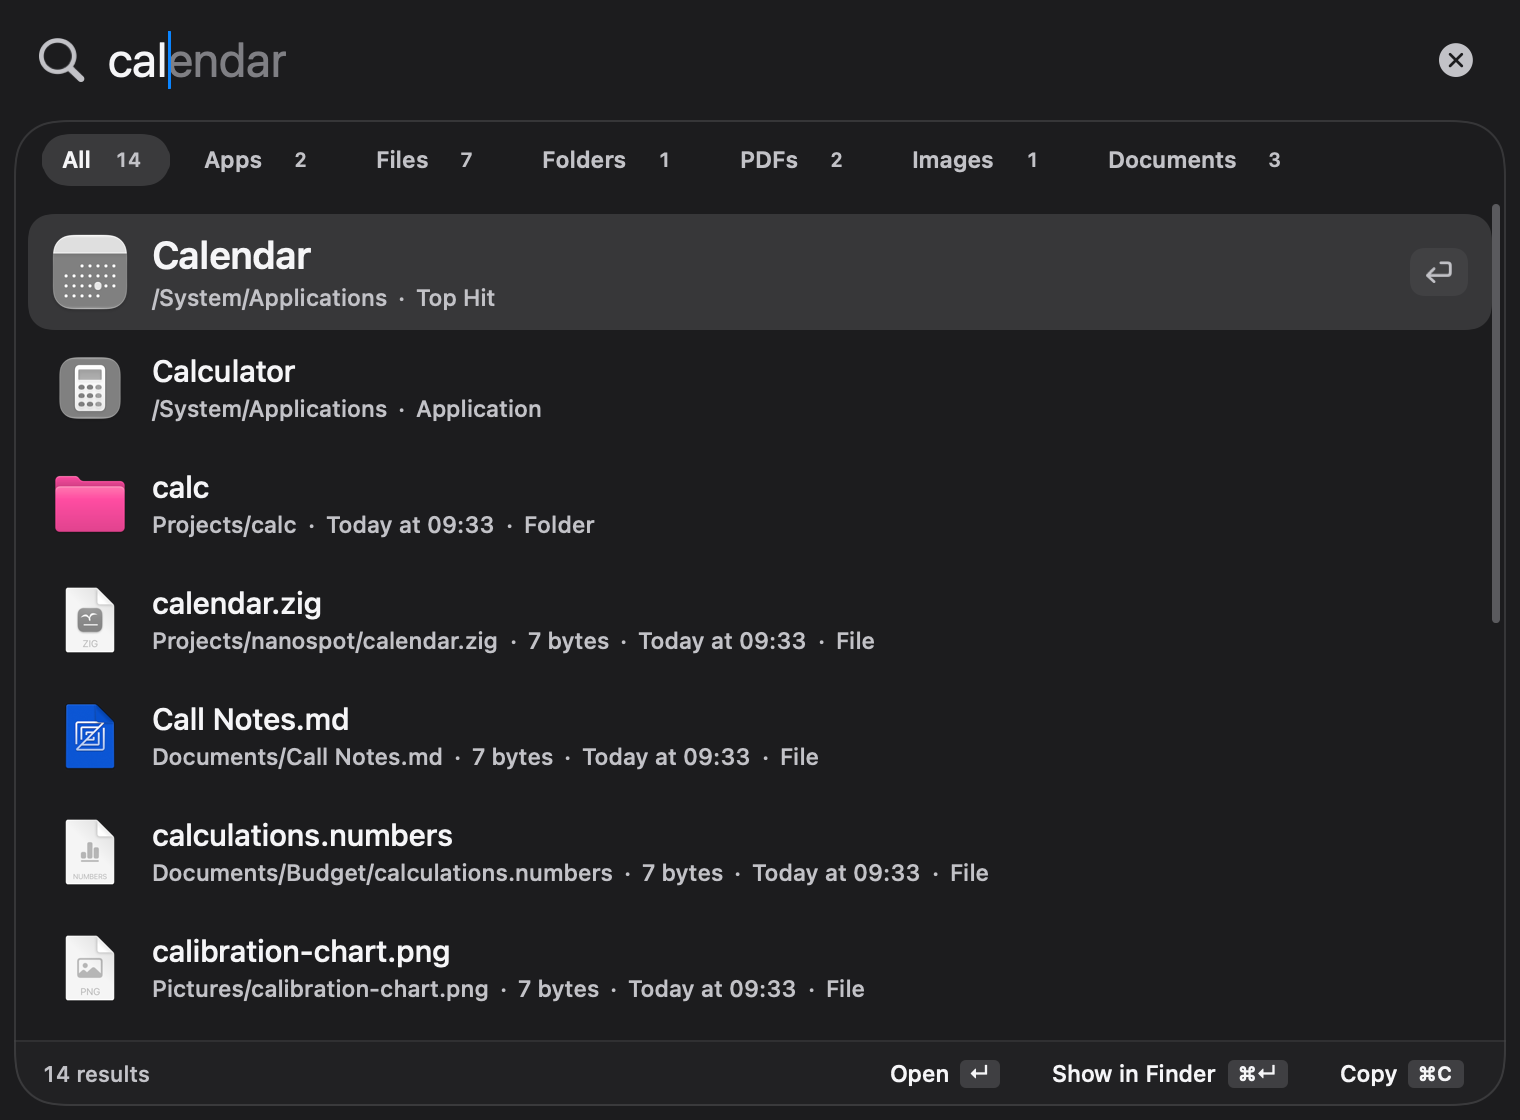 calendar
All 14 Apps 2 Files 7 Folders 1 PDFs 2 Images 1 Documents 3
Calendar
/System/Applications · Top Hit
Calculator
/System/Applications · Application
calc
Projects/calc · Today at 09:33 · Folder
ZIG
calendar.zig
Projects/nanospot/calendar.zig · 7 bytes · Today at 09:33 · File
Call Notes.md
Documents/Call Notes.md · 7 bytes · Today at 09:33 · File
NUMBERS
calculations.numbers
Documents/Budget/calculations.numbers · 7 bytes · Today at 09:33 · File
PNG
calibration-chart.png
Pictures/calibration-chart.png · 7 bytes · Today at 09:33 · File
14 results Open ↵ Show in Finder ⌘↵ Copy ⌘C